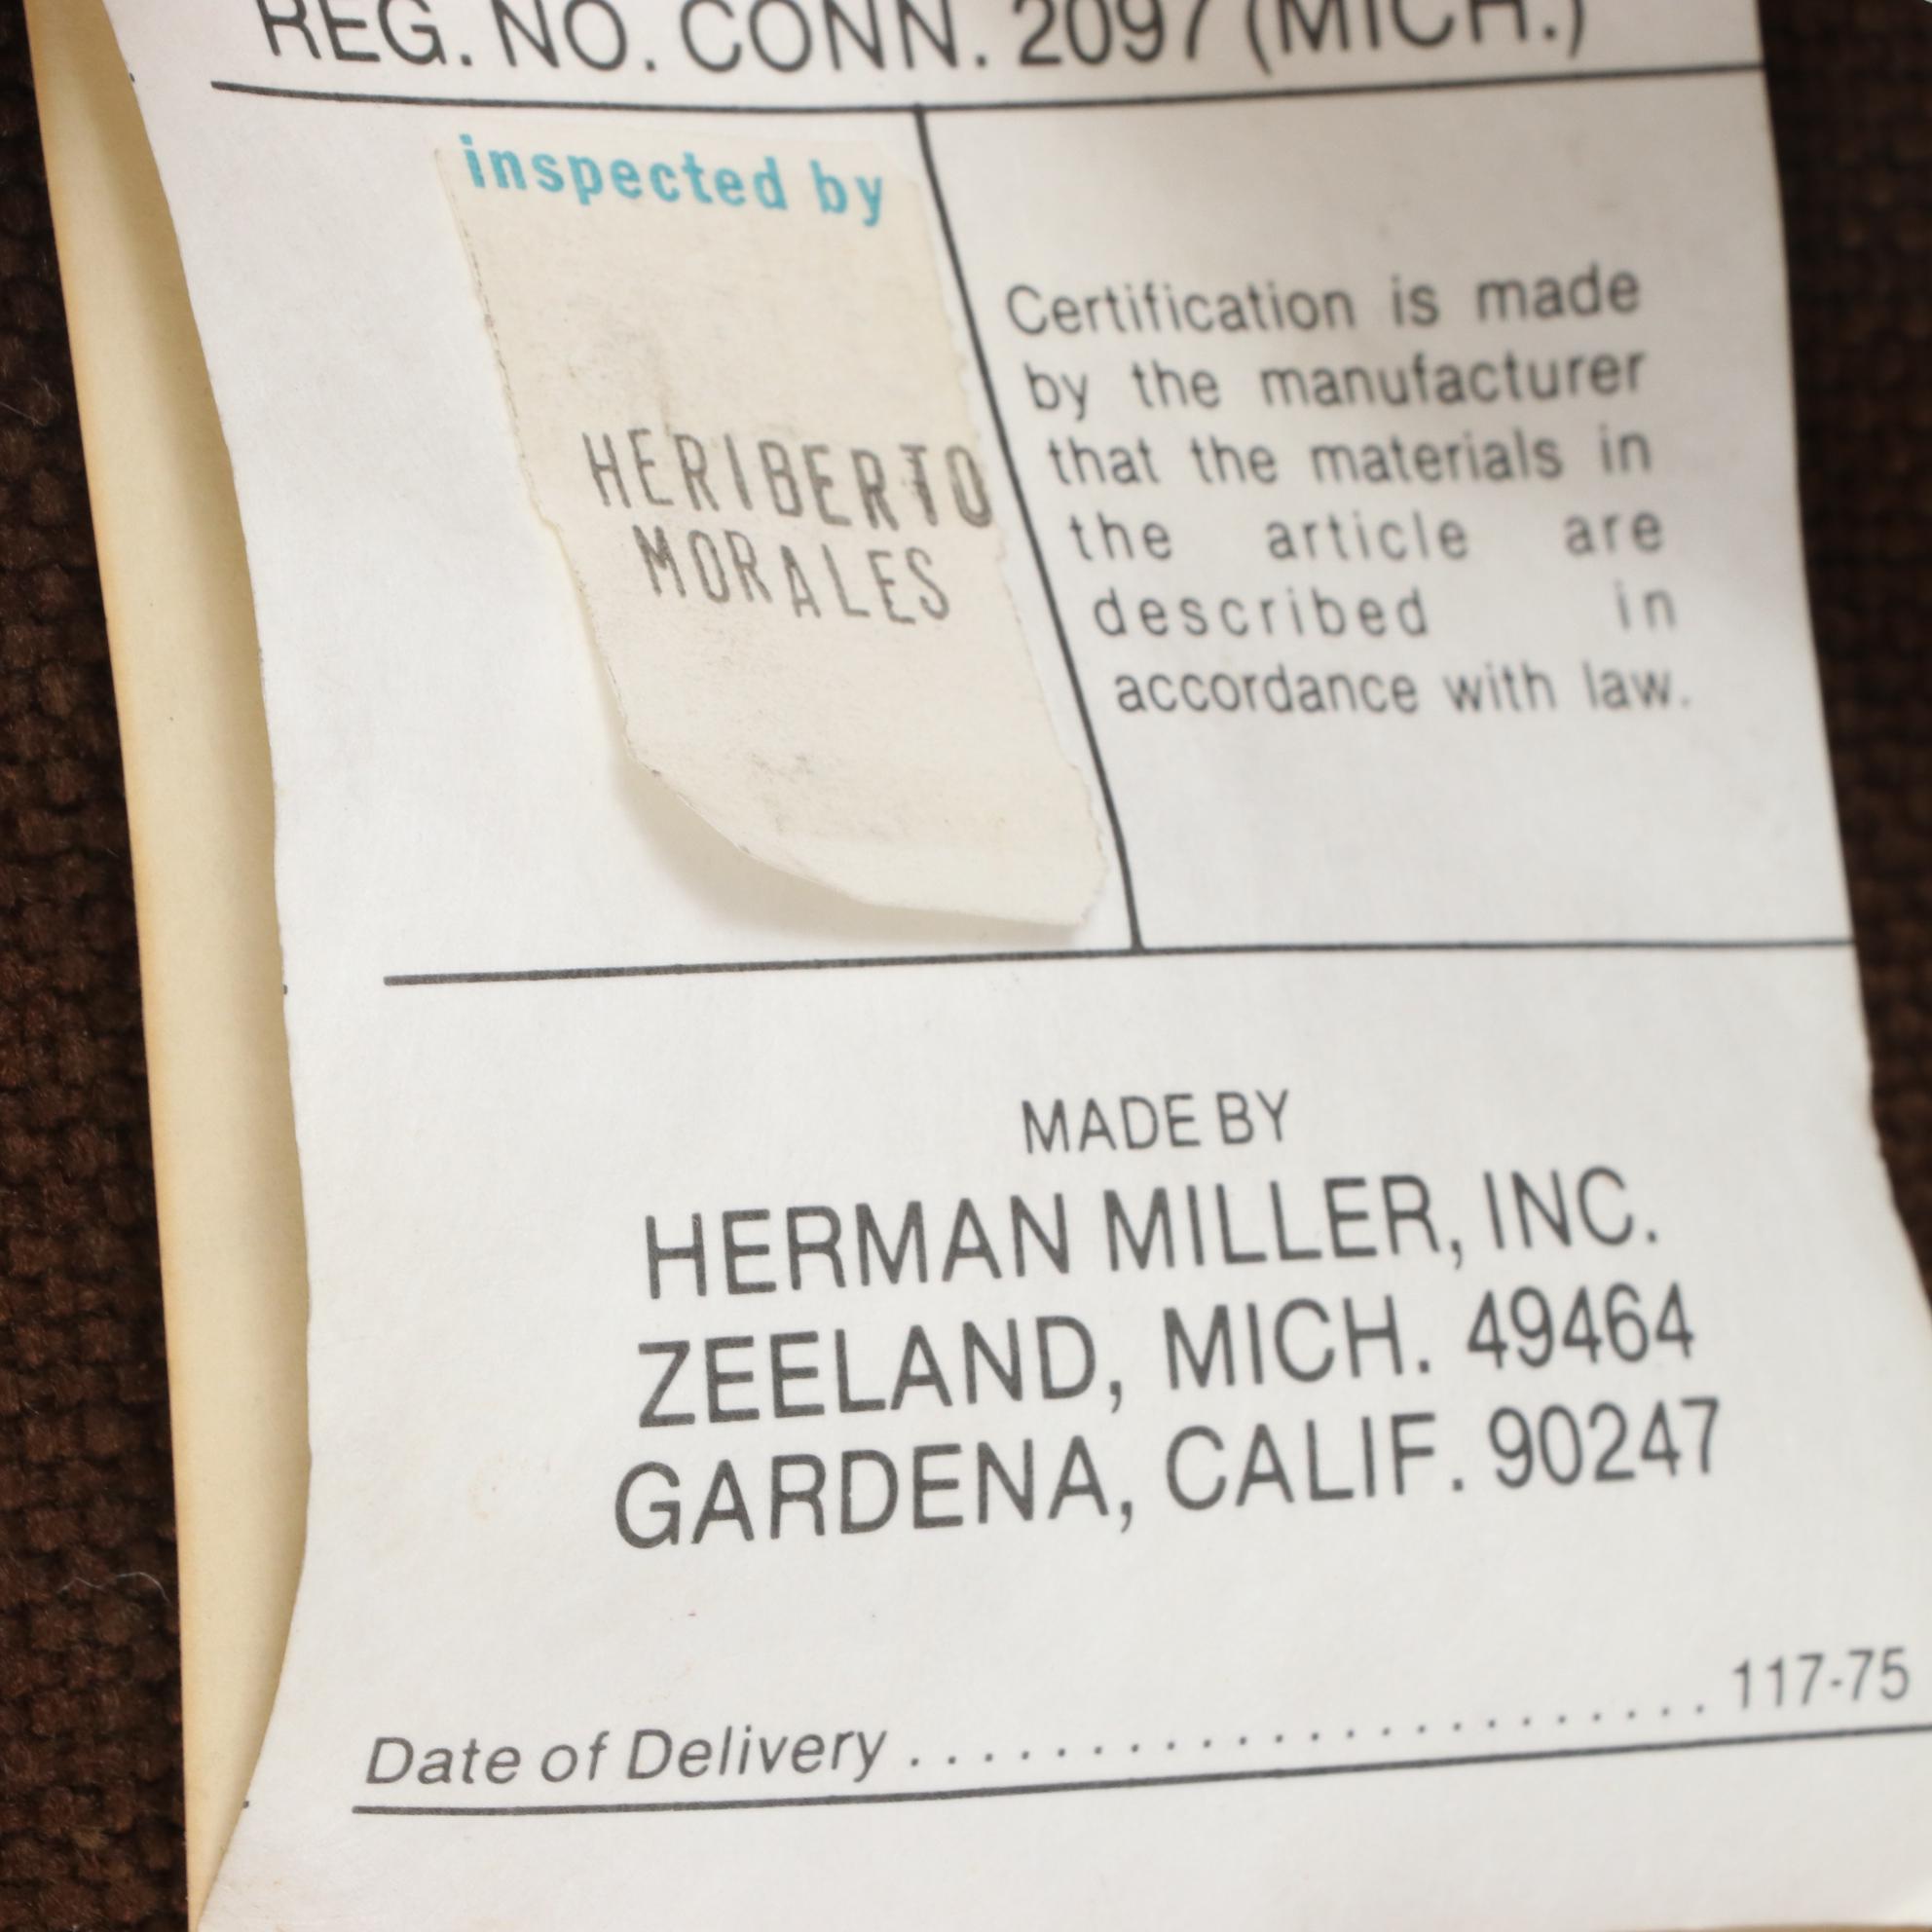 REG. NO. CONN. 2097 (MICH.)
inspected by
HERIBERTO
MORALES
Certification is made
by the manufacturer
that the materials in
the article are
described in
accordance with law.
MADE BY
HERMAN MILLER, INC.
ZEELAND, MICH. 49464
GARDENA, CALIF. 90247
Date of Delivery ........................ 117-75